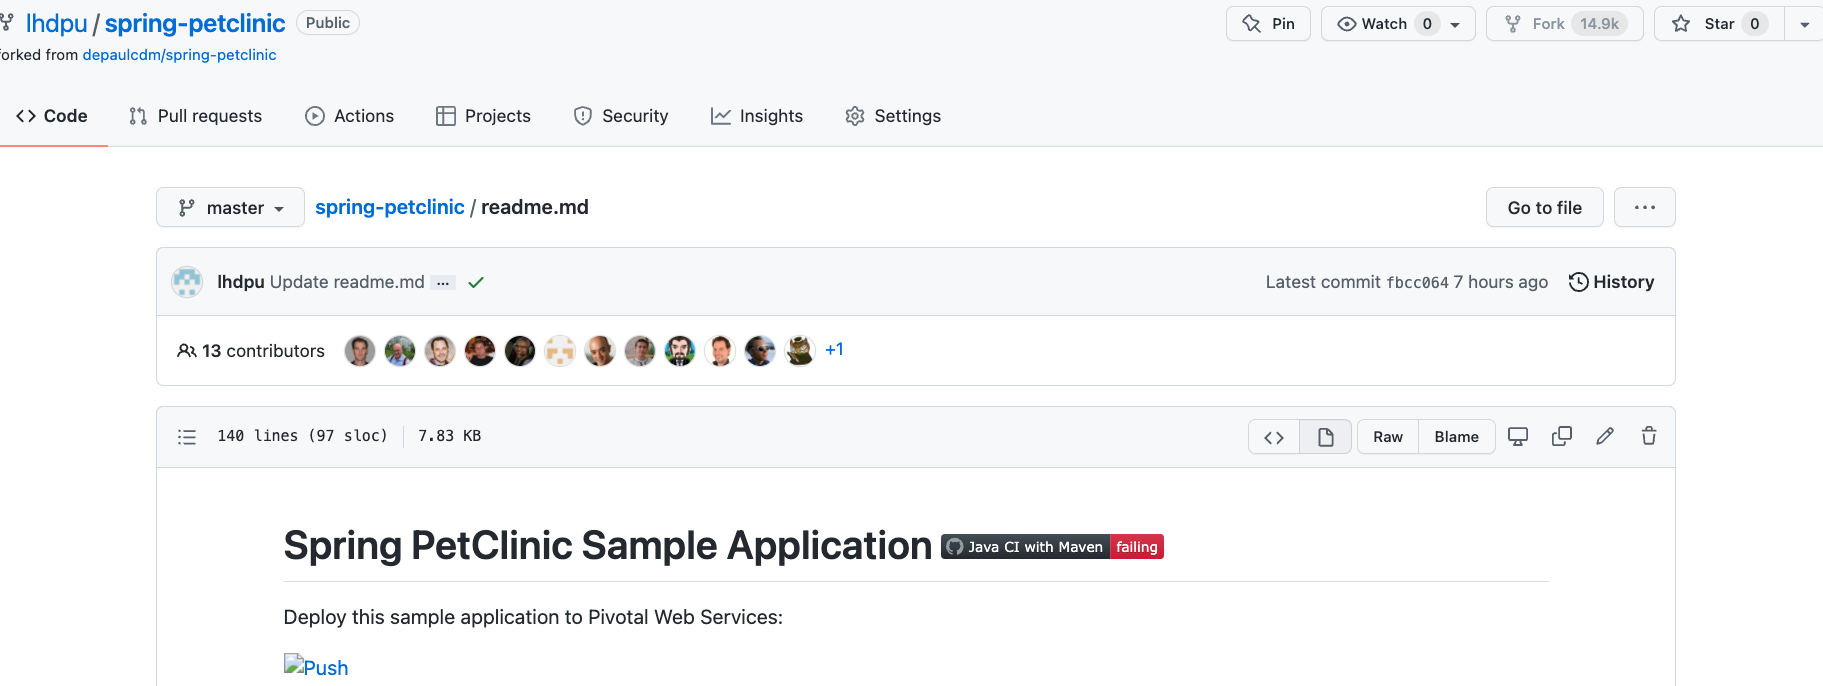 lhdpu / spring-petclinic Public Pin Watch 0 Fork 14.9k Star 0
forked from depaulcdm/spring-petclinic
Code Pull requests Actions Projects Security Insights Settings
master spring-petclinic / readme.md Go to file ...
lhdpu Update readme.md ... Latest commit fbcc064 7 hours ago History
13 contributors +1
140 lines (97 sloc) 7.83 KB <> Raw Blame
Spring PetClinic Sample Application Java CI with Maven failing
Deploy this sample application to Pivotal Web Services:
Push